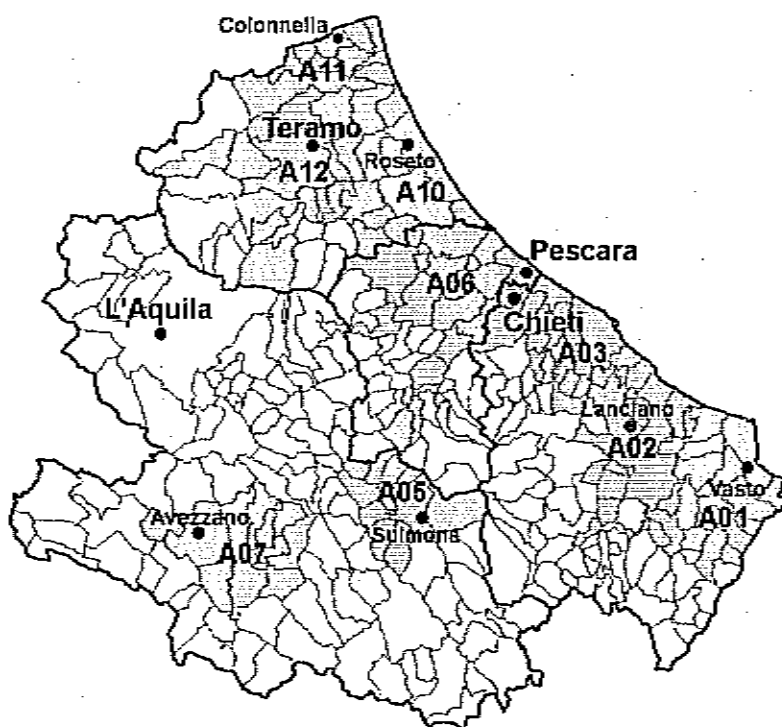 Colonnella
A11
Teramo
A12
Roseto
A10
Pescara
A06
L'Aquila
Chieti
A03
Lanciano
A02
A05
Vasto
A01
Avezzano
Sulmona
A07